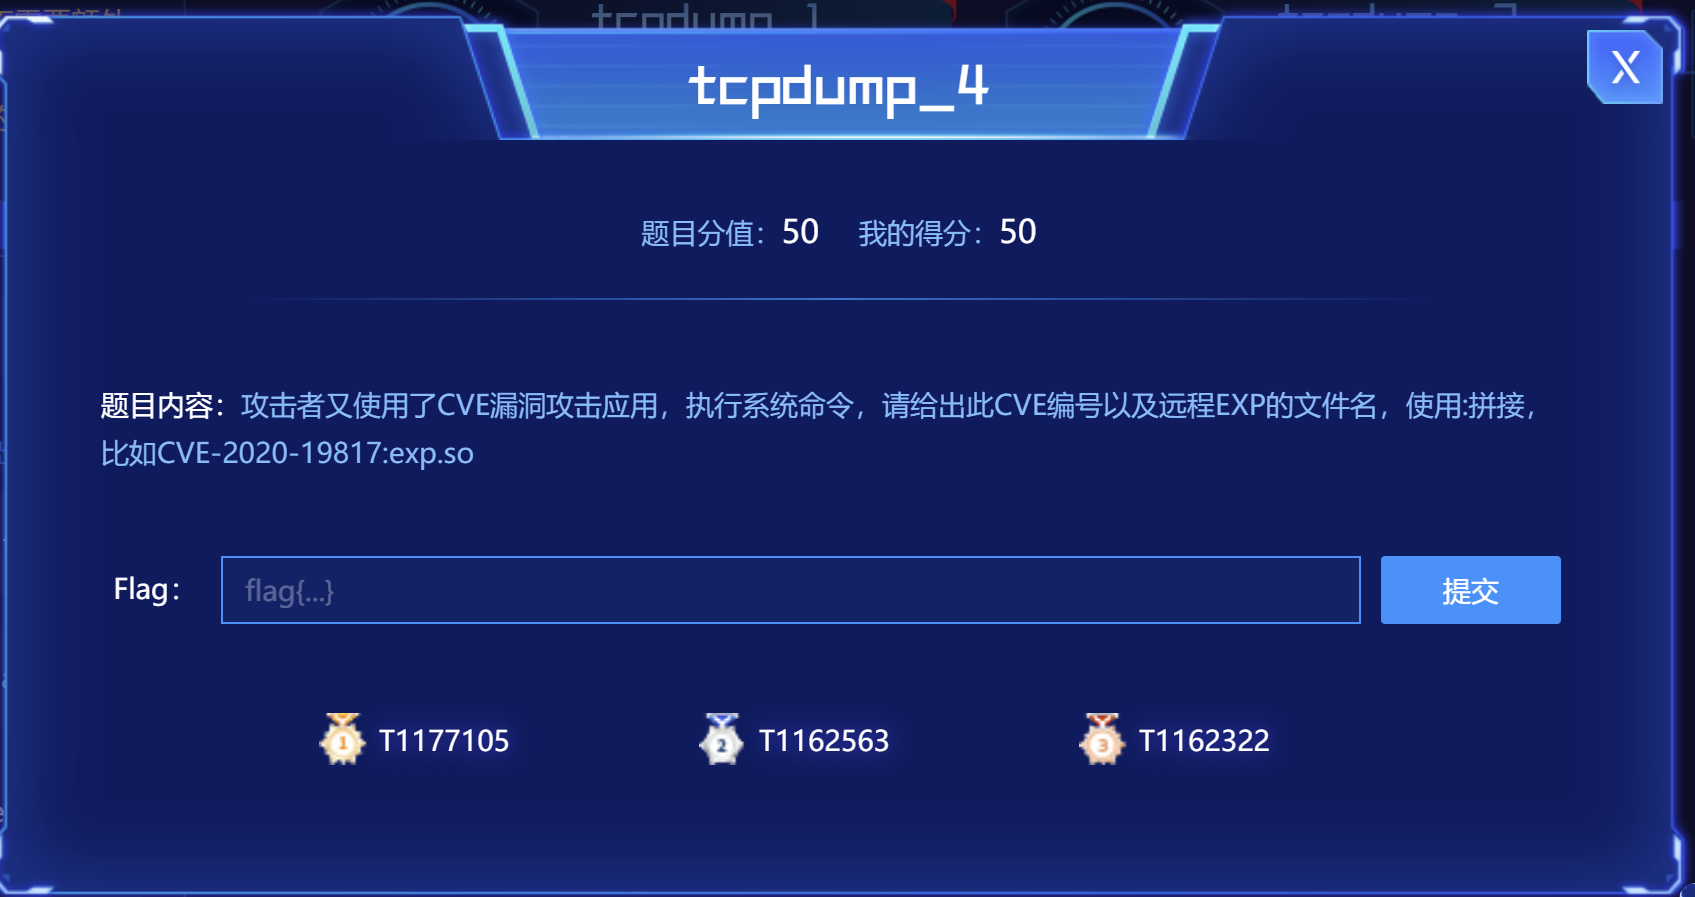 tcpdump_4
X
题目分值：50 我的得分：50
题目内容：攻击者又使用了CVE漏洞攻击应用，执行系统命令，请给出此CVE编号以及远程EXP的文件名，使用:拼接，
比如CVE-2020-19817:exp.so
Flag： flag{...} 提交
1 T1177105 2 T1162563 3 T1162322